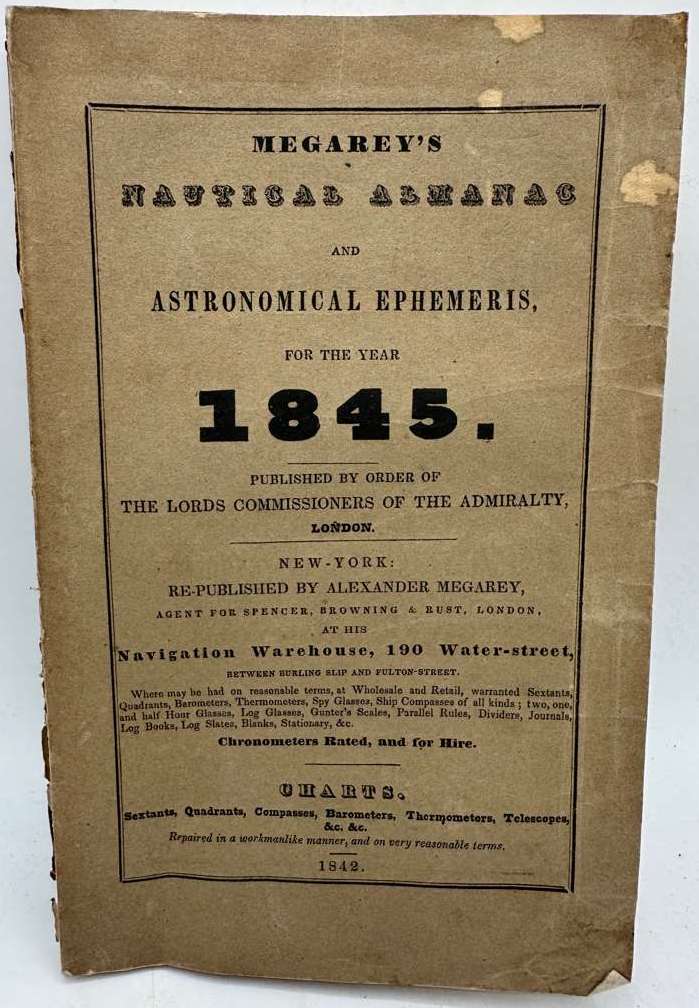 MEGAREY'S
NAUTICAL ALMANAC
AND
ASTRONOMICAL EPHEMERIS,
FOR THE YEAR
1845.
PUBLISHED BY ORDER OF
THE LORDS COMMISSIONERS OF THE ADMIRALTY,
LONDON.
NEW-YORK:
RE-PUBLISHED BY ALEXANDER MEGAREY,
AGENT FOR SPENCER, BROWNING & RUST, LONDON,
AT HIS
Navigation Warehouse, 190 Water-street,
BETWEEN BURLING SLIP AND FULTON-STREET.
Where may be had on reasonable terms, at Wholesale and Retail, warranted Sextants,
Quadrants, Barometers, Thermometers, Spy Glasses, Ship Compasses of all kinds; two, one,
and half Hour Glasses, Log Glasses, Gunter's Scales, Parallel Rules, Dividers, Journals,
Log Books, Log Slates, Blanks, Stationary, &c.
Chronometers Rated, and for Hire.
CHARTS.
Sextants, Quadrants, Compasses, Barometers, Thermometers, Telescopes,
&c. &c.
Repaired in a workmanlike manner, and on very reasonable terms.
1842.